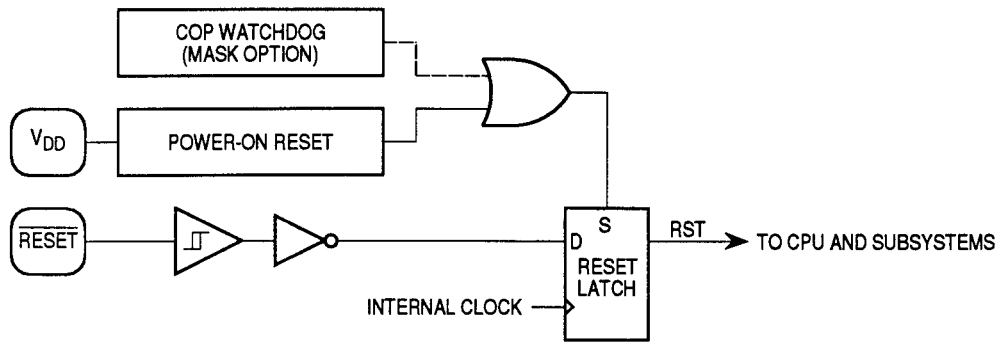 COP WATCHDOG
(MASK OPTION)
VDD
POWER-ON RESET
RESET
S
D
RST
TO CPU AND SUBSYSTEMS
RESET
LATCH
INTERNAL CLOCK